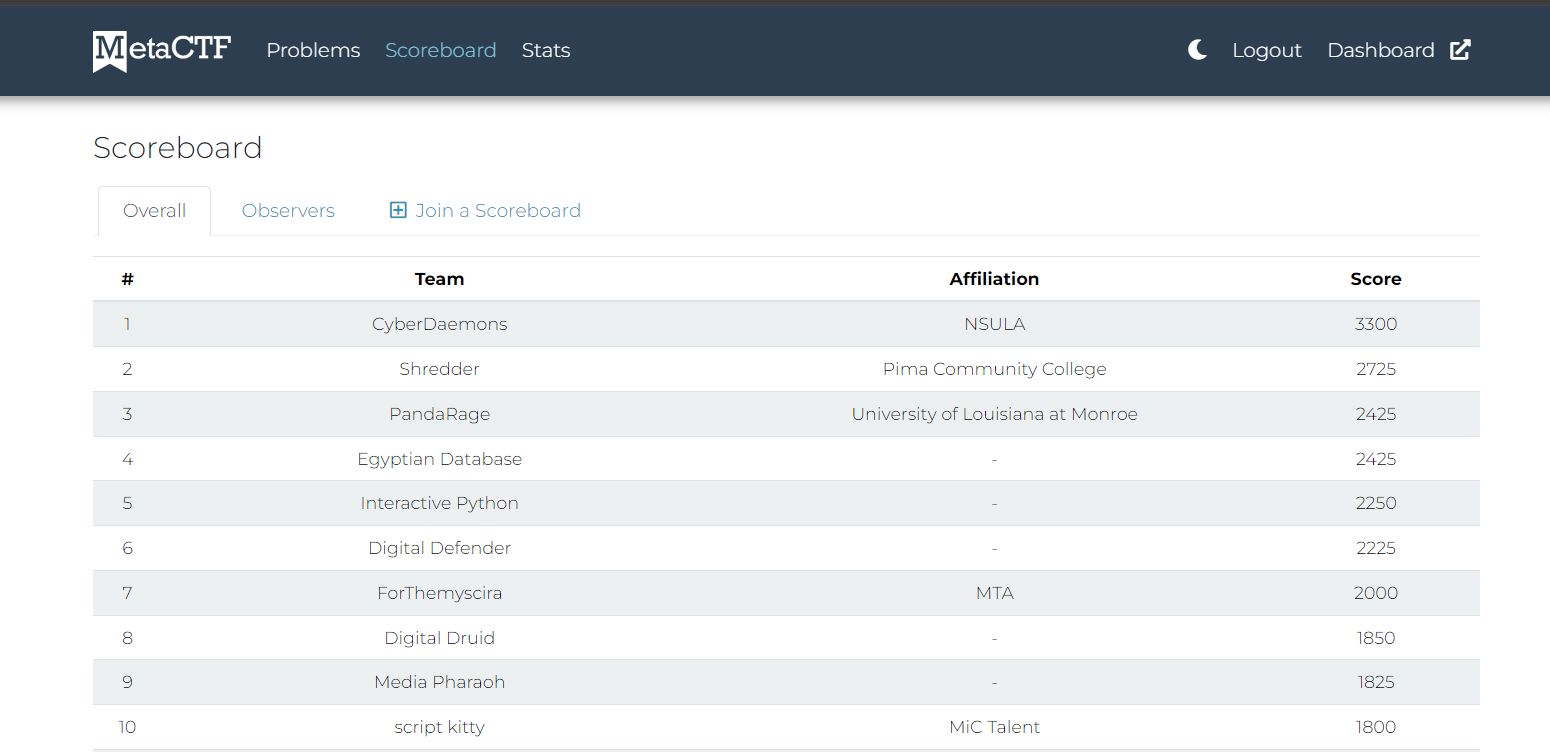 MetaCTF Problems Scoreboard Stats Logout Dashboard
Scoreboard
Overall Observers Join a Scoreboard
# Team Affiliation Score
1 CyberDaemons NSULA 3300
2 Shredder Pima Community College 2725
3 PandaRage University of Louisiana at Monroe 2425
4 Egyptian Database - 2425
5 Interactive Python - 2250
6 Digital Defender - 2225
7 ForThemyscira MTA 2000
8 Digital Druid - 1850
9 Media Pharaoh - 1825
10 script kitty MiC Talent 1800